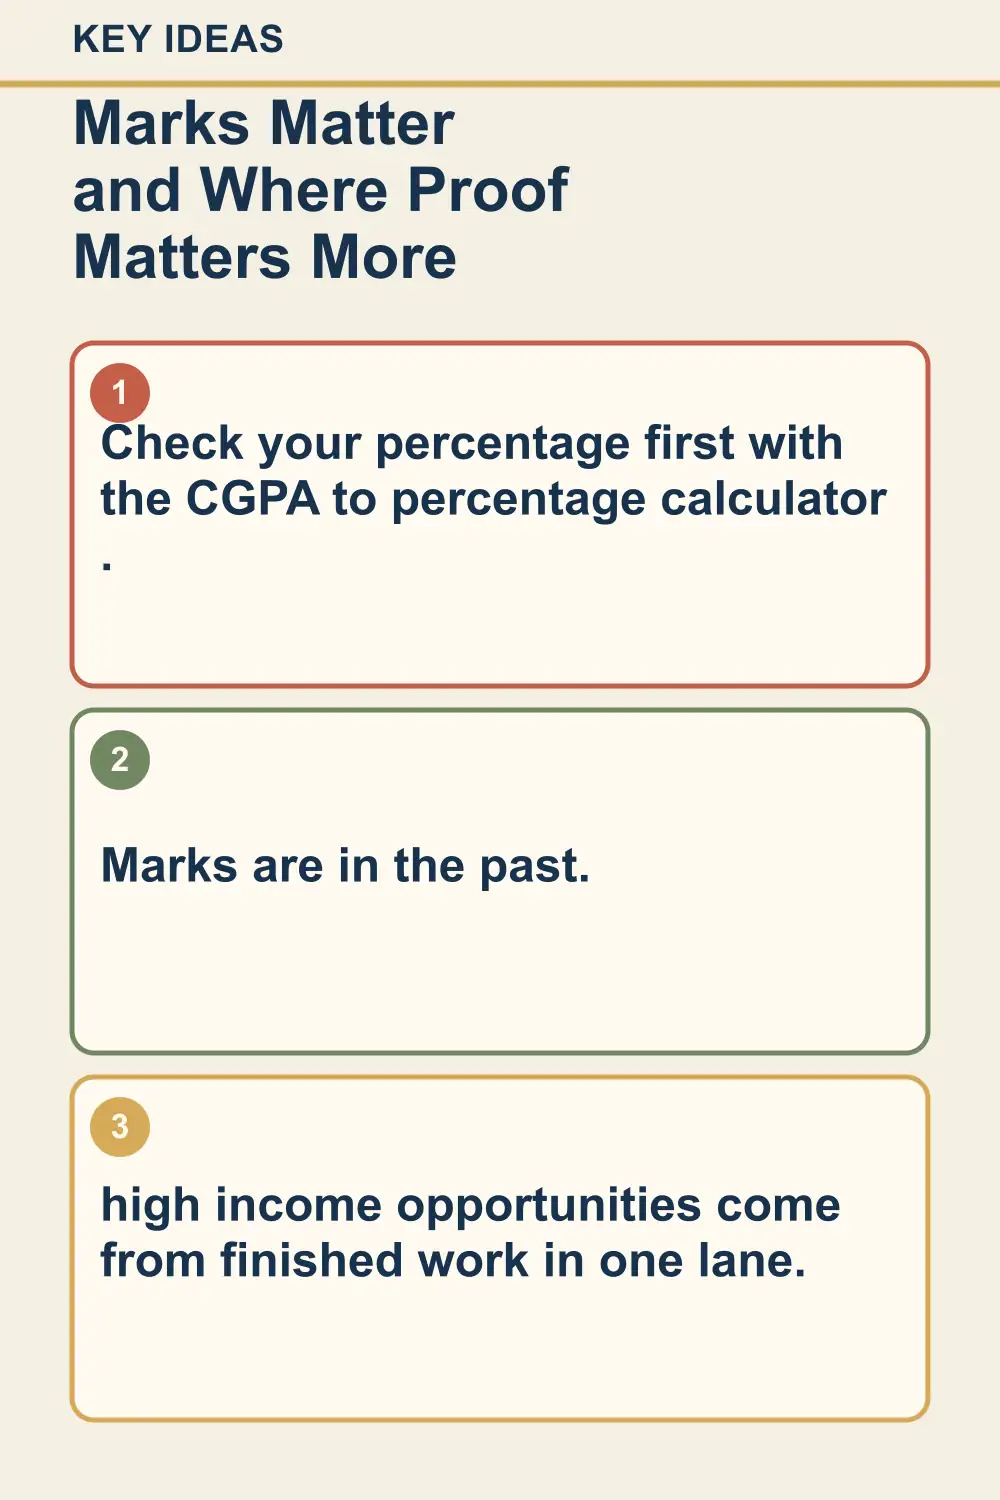 KEY IDEAS
Marks Matter
and Where Proof
Matters More
1
Check your percentage first with
the CGPA to percentage calculator
.
2
Marks are in the past.
3
high income opportunities come
from finished work in one lane.